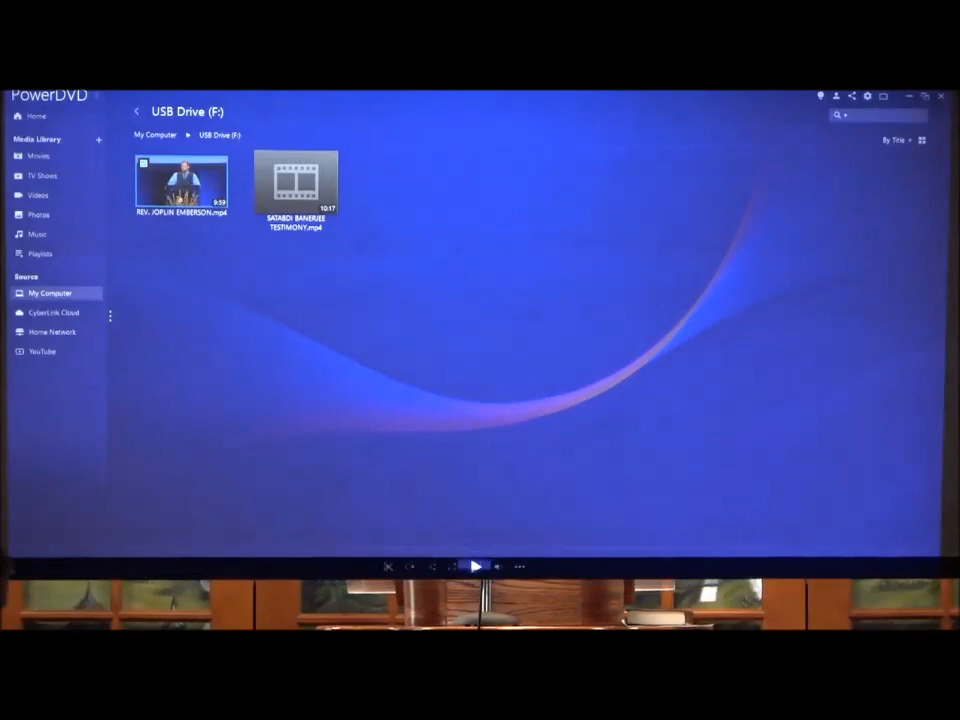 PowerDVD
USB Drive (F:)
Home
My Computer ► USB Drive (F:)
Media Library +
By Title
Movies
TV Shows
Videos
Photos
Music
Playlists
9:59
REV. JOPLIN EMBERSON.mp4
10:17
SATABDI BANERJEE
TESTIMONY.mp4
Source
My Computer
CyberLink Cloud
Home Network
YouTube